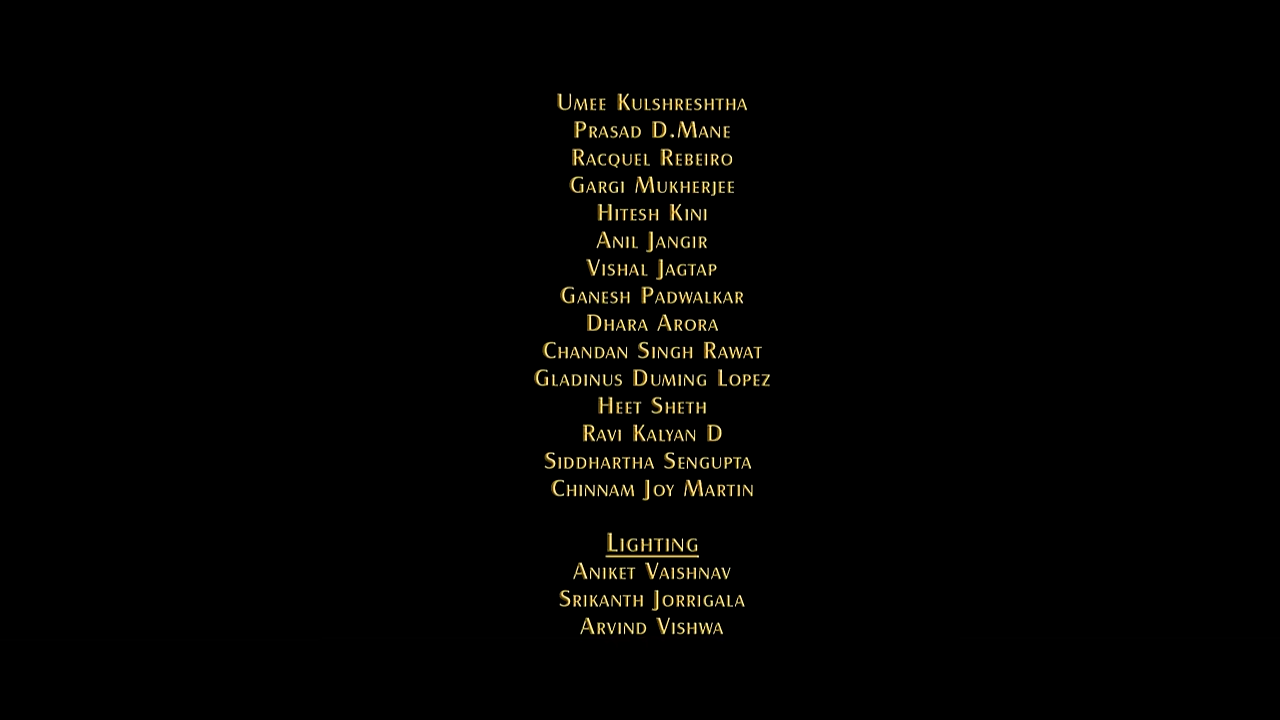 Umee Kulshreshtha
Prasad D.Mane
Racquel Rebeiro
Gargi Mukherjee
Hitesh Kini
Anil Jangir
Vishal Jagtap
Ganesh Padwalkar
Dhara Arora
Chandan Singh Rawat
Gladinus Duming Lopez
Heet Sheth
Ravi Kalyan D
Siddhartha Sengupta
Chinnam Joy Martin
Lighting
Aniket Vaishnav
Srikanth Jorrigala
Arvind Vishwa